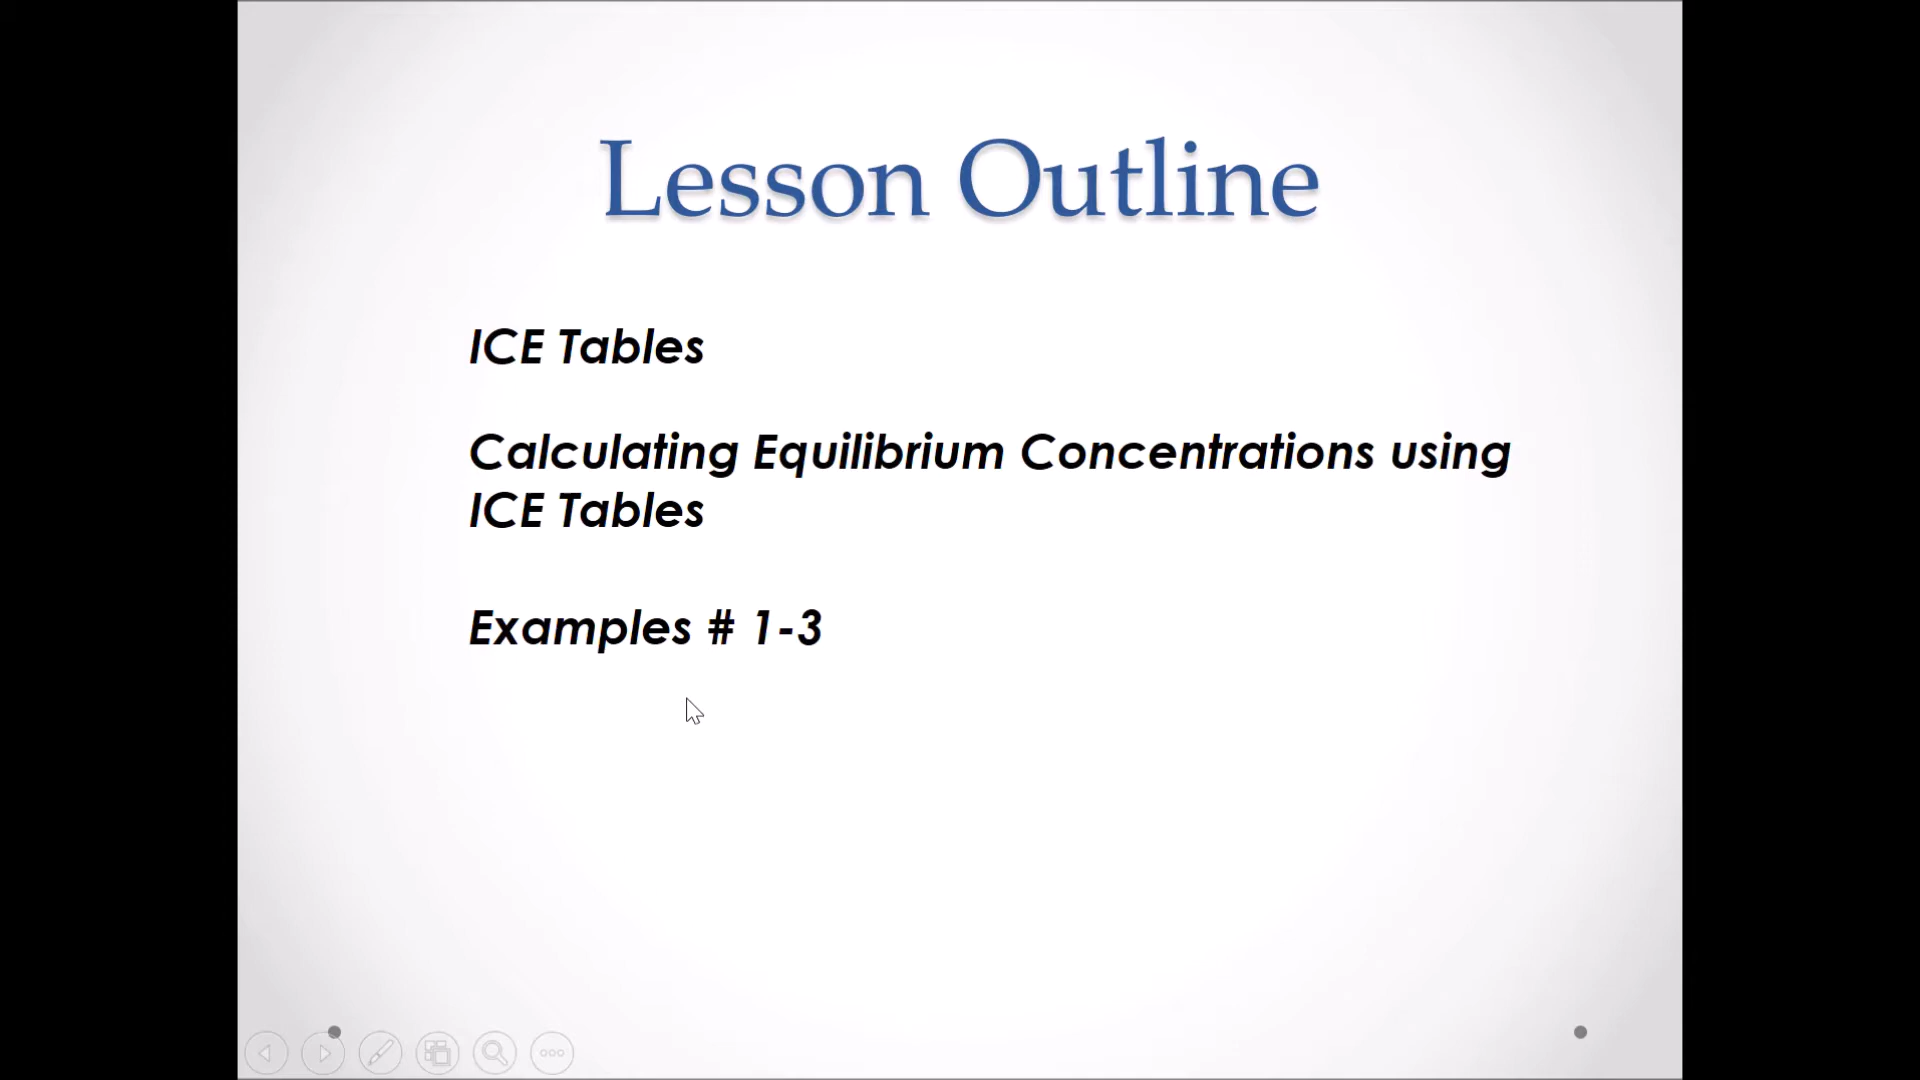 Lesson Outline
ICE Tables
Calculating Equilibrium Concentrations using
ICE Tables
Examples # 1-3